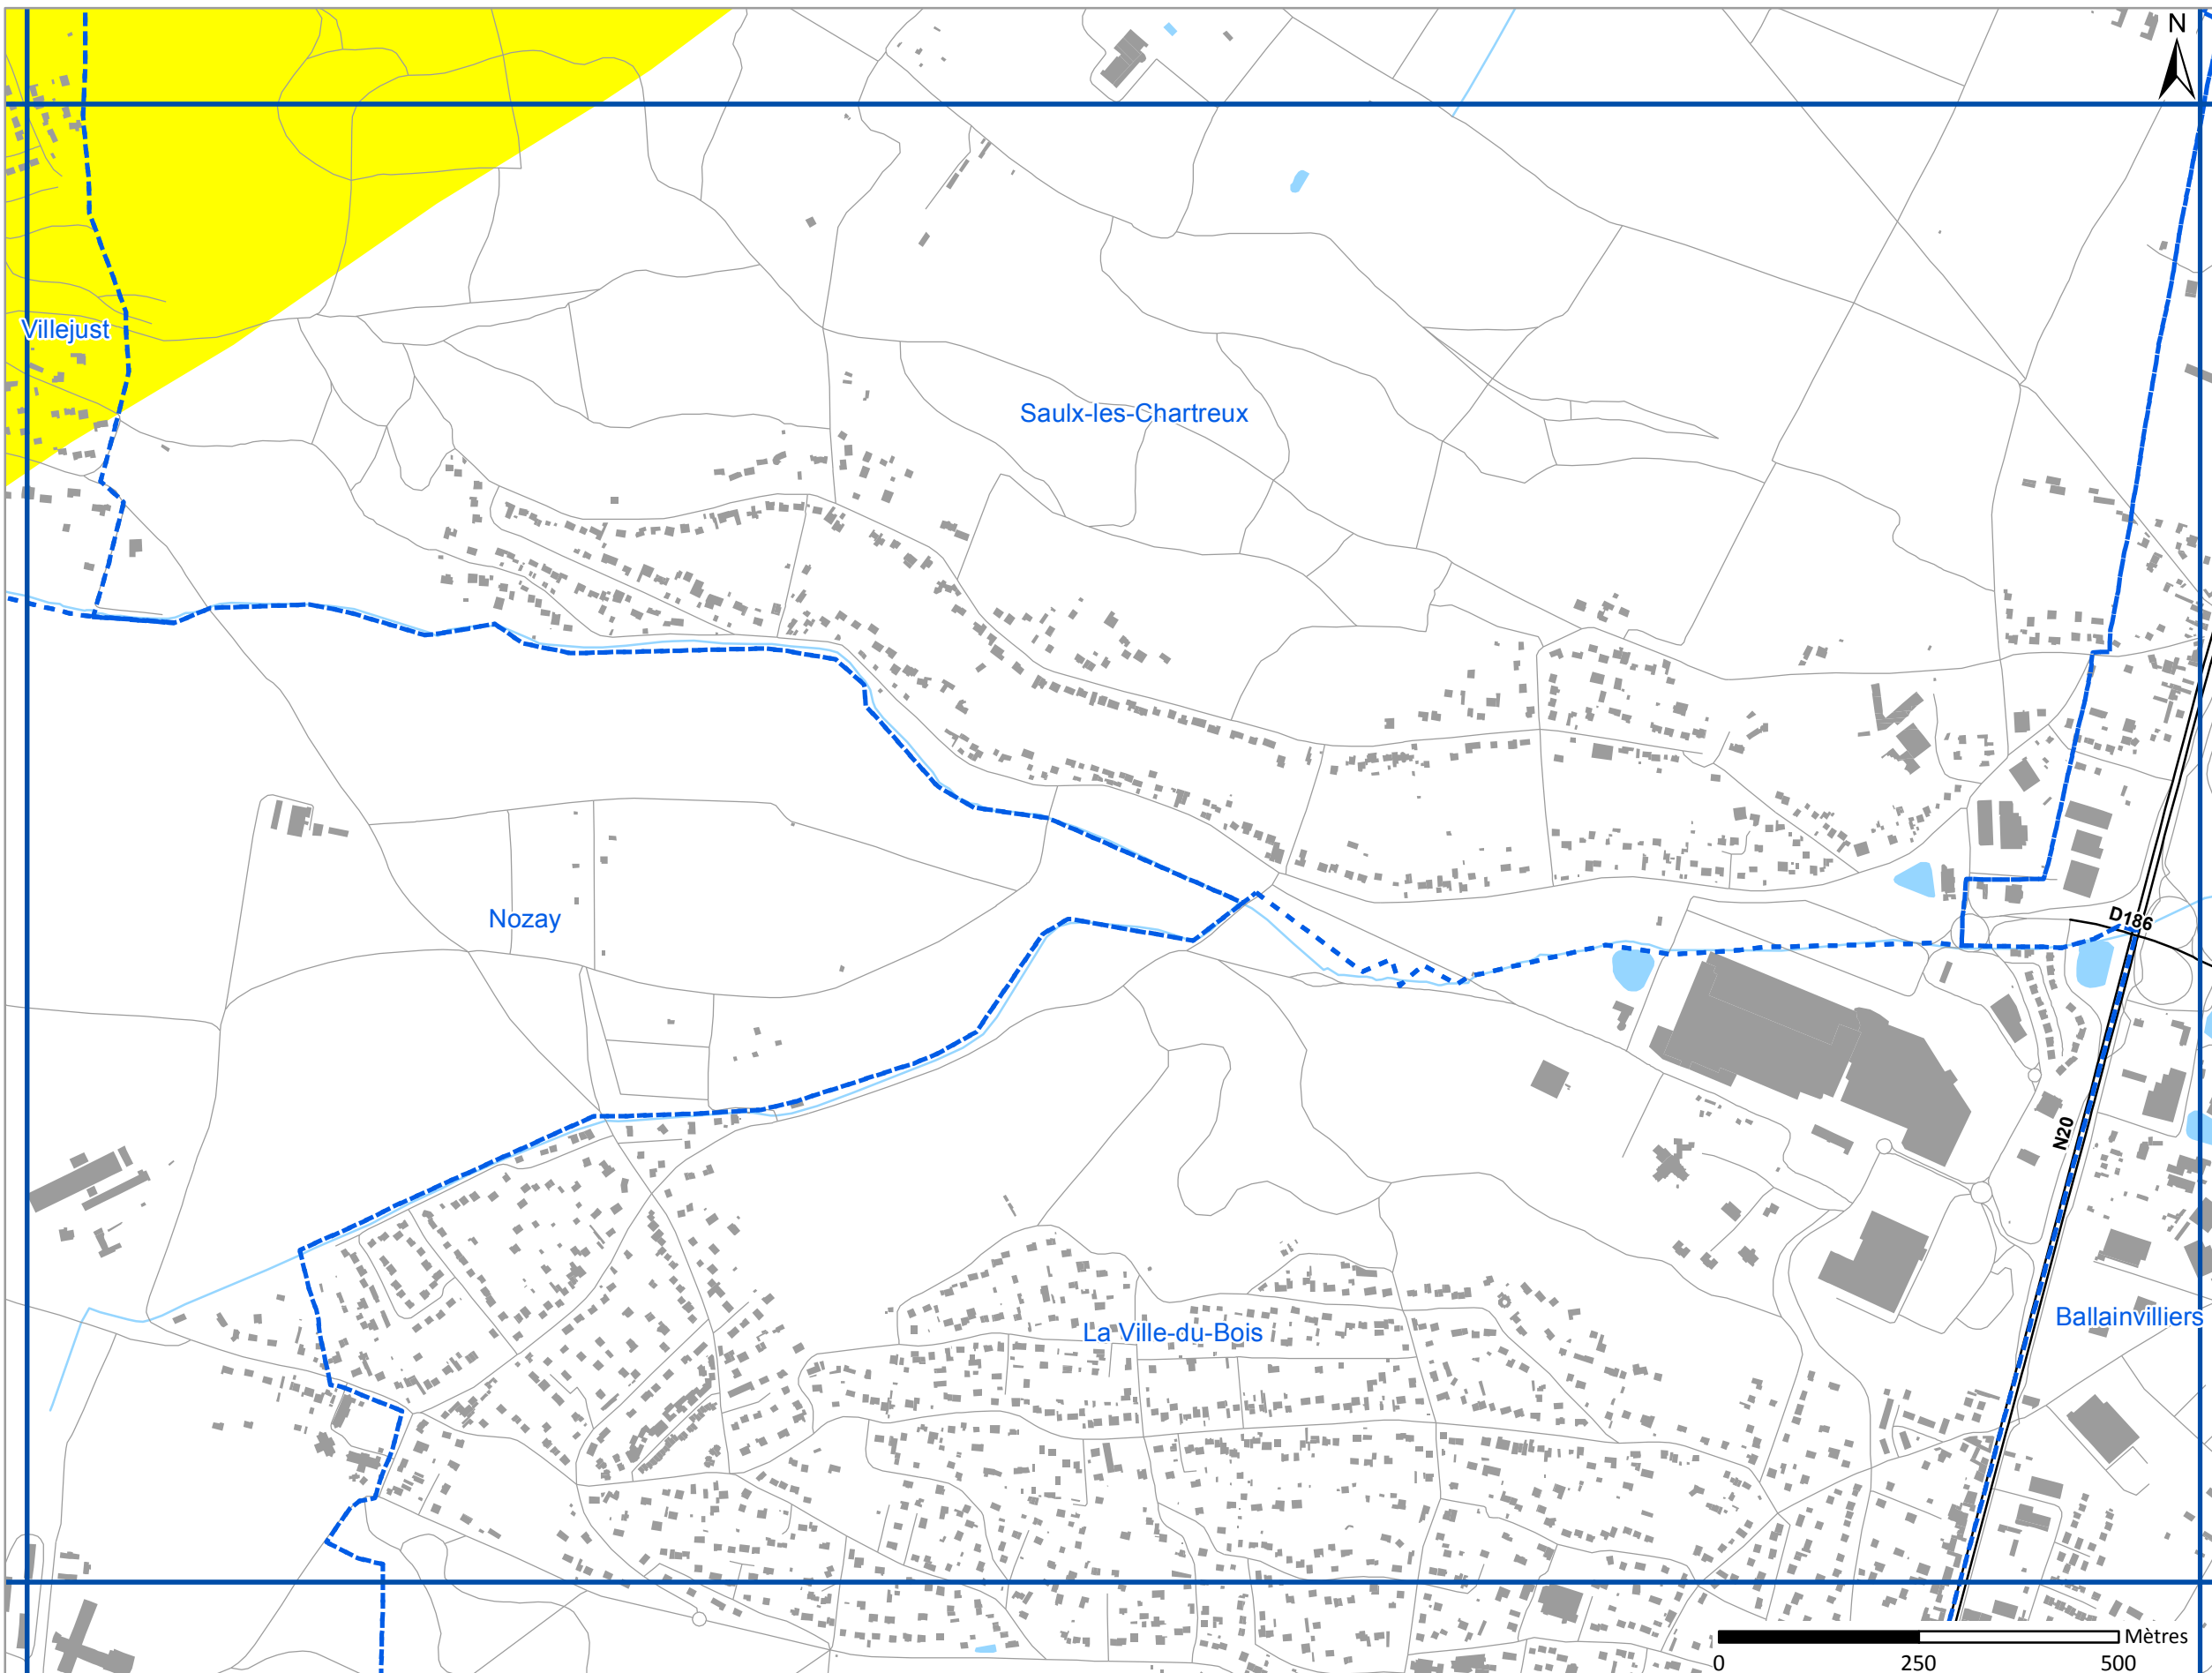 N
Villejust
Saulx-les-Chartreux
Nozay
D186
N20
La Ville-du-Bois
Ballainvilliers
Mètres
0 250 500